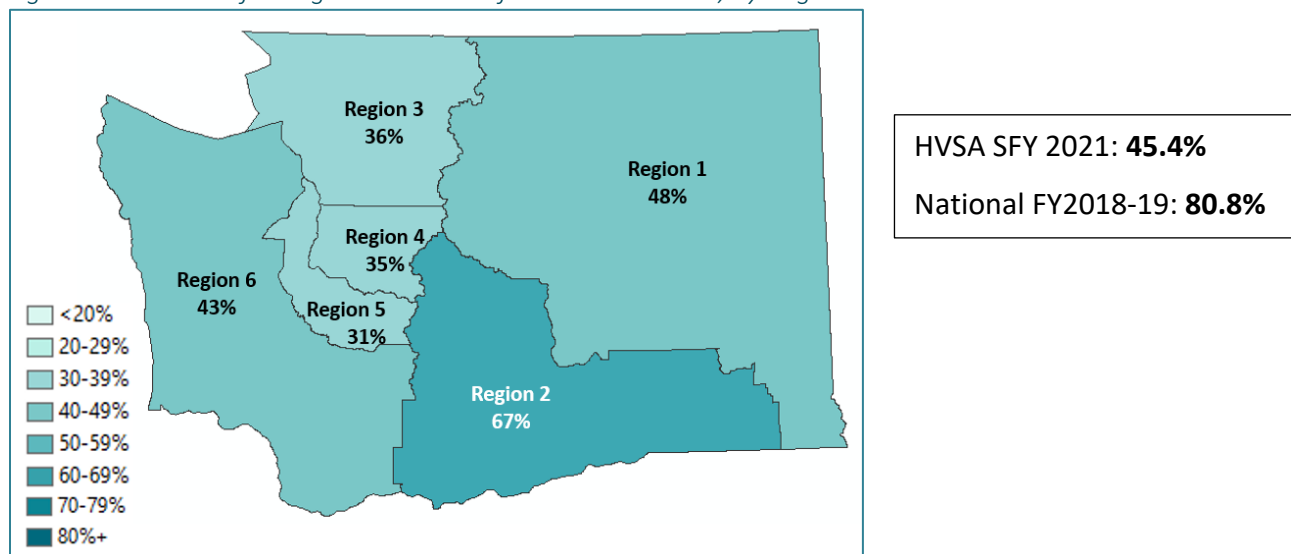 Region 3
36%
Region 1
48%
Region 4
35%
Region 6
43%
Region 5
31%
Region 2
67%
<20%
20-29%
30-39%
40-49%
50-59%
60-69%
70-79%
80%+
HVSA SFY 2021: 45.4%
National FY2018-19: 80.8%